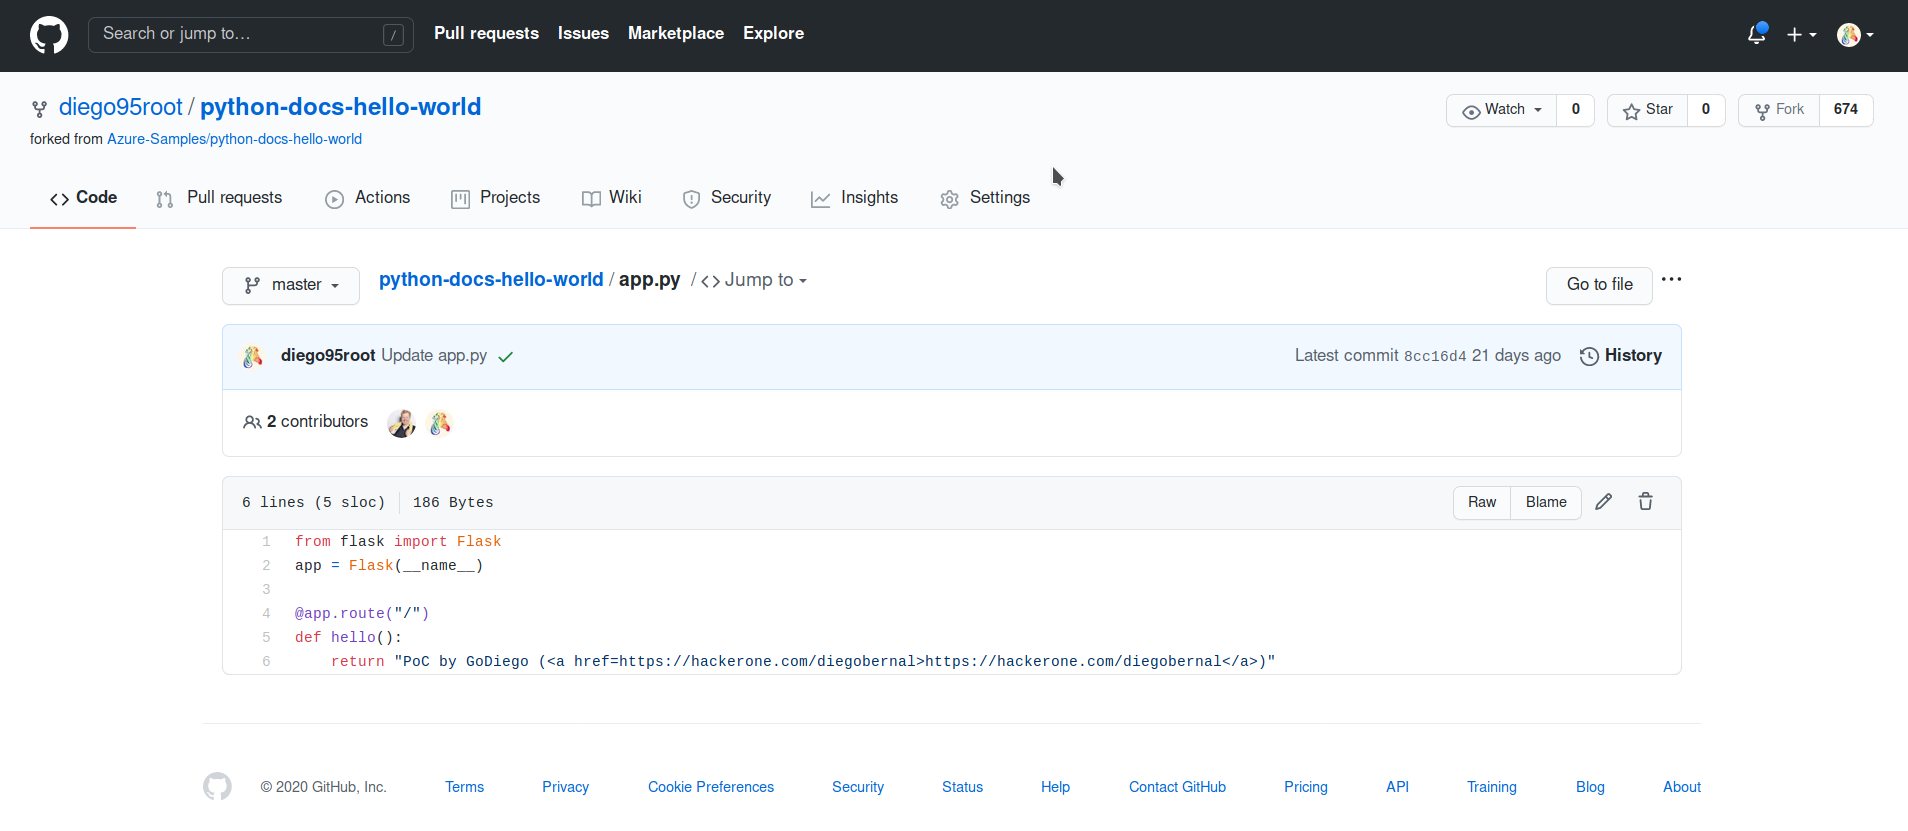 Search or jump to… / Pull requests Issues Marketplace Explore
diego95root / python-docs-hello-world Watch 0 Star 0 Fork 674
forked from Azure-Samples/python-docs-hello-world
Code Pull requests Actions Projects Wiki Security Insights Settings
master python-docs-hello-world / app.py / <> Jump to Go to file ...
diego95root Update app.py Latest commit 8cc16d4 21 days ago History
2 contributors
6 lines (5 sloc) 186 Bytes Raw Blame
1 from flask import Flask
2 app = Flask(__name__)
3
4 @app.route("/")
5 def hello():
6 return "PoC by GoDiego (<a href=https://hackerone.com/diegobernal>https://hackerone.com/diegobernal</a>)"
© 2020 GitHub, Inc. Terms Privacy Cookie Preferences Security Status Help Contact GitHub Pricing API Training Blog About